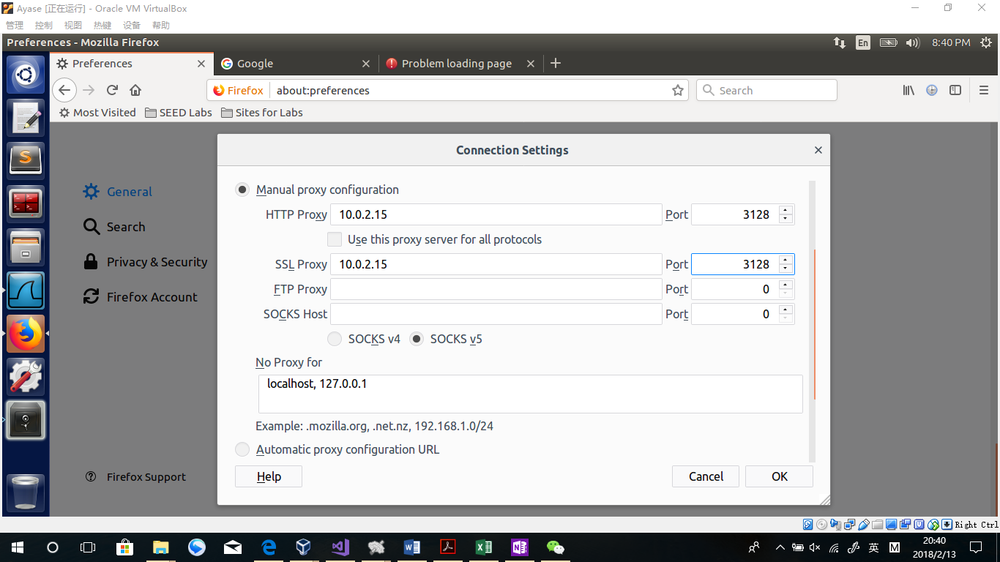 Ayase [正在运行] - Oracle VM VirtualBox
管理 控制 视图 热键 设备 帮助
Preferences - Mozilla Firefox En 8:40 PM
Preferences Google Problem loading page
Firefox about:preferences Search
Most Visited SEED Labs Sites for Labs
Connection Settings
General
Search
Privacy & Security
Firefox Account
Firefox Support
Manual proxy configuration
HTTP Proxy 10.0.2.15 Port 3128
Use this proxy server for all protocols
SSL Proxy 10.0.2.15 Port 3128
FTP Proxy Port 0
SOCKS Host Port 0
SOCKS v4 SOCKS v5
No Proxy for
localhost, 127.0.0.1
Example: .mozilla.org, .net.nz, 192.168.1.0/24
Automatic proxy configuration URL
Help Cancel OK
Right Ctrl
英 M 20:40
2018/2/13